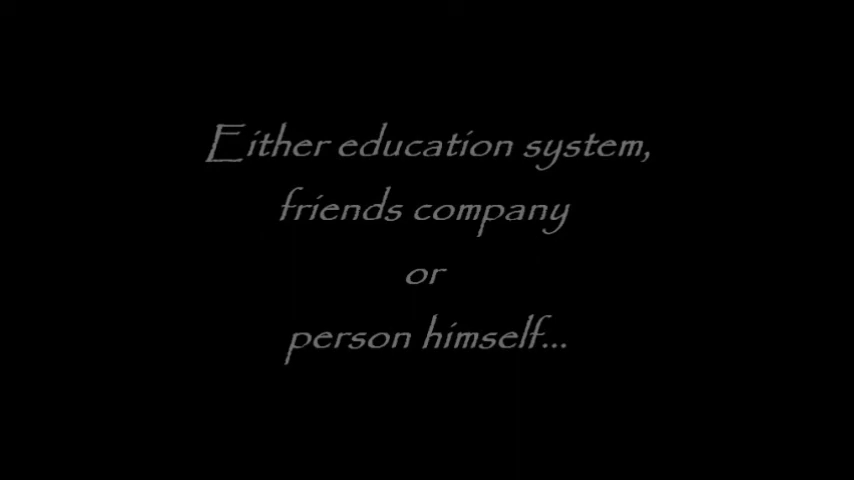 Either education system,
friends company
or
person himself...